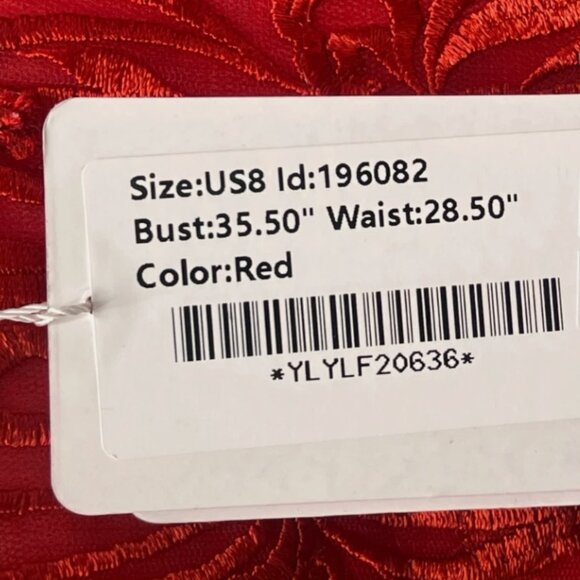 Size:US8 Id:196082
Bust:35.50" Waist:28.50"
Color:Red
*YLYLF20636*